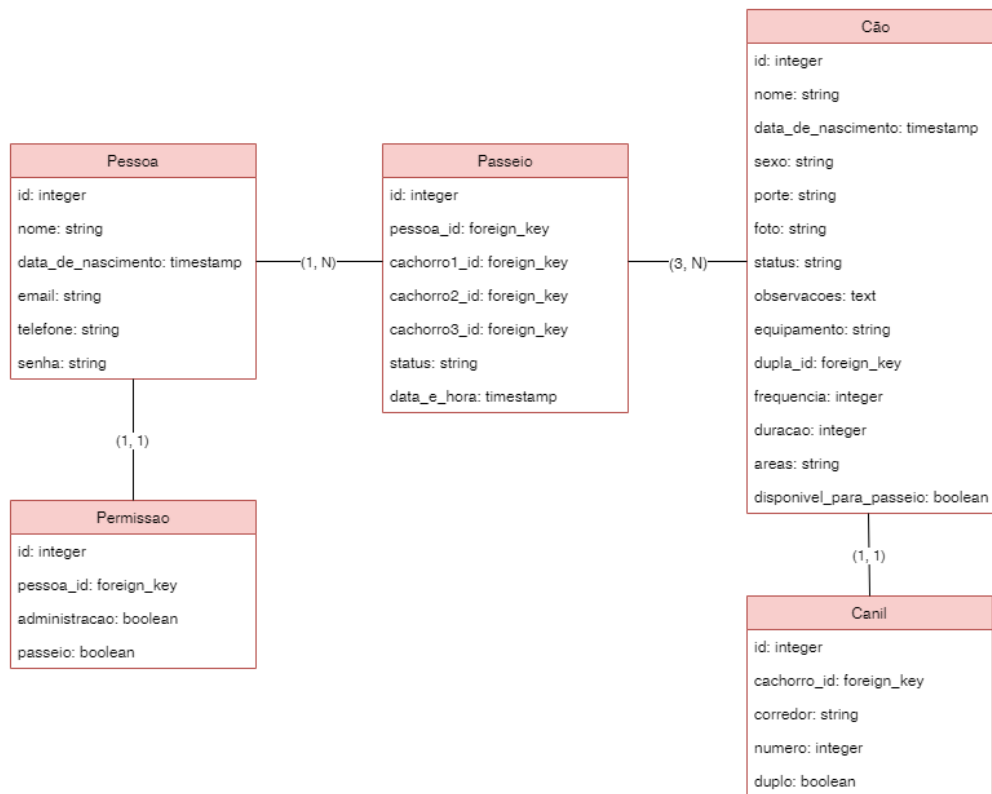 Pessoa
id: integer
nome: string
data_de_nascimento: timestamp
email: string
telefone: string
senha: string
(1, N)
Passeio
id: integer
pessoa_id: foreign_key
cachorro1_id: foreign_key
cachorro2_id: foreign_key
cachorro3_id: foreign_key
status: string
data_e_hora: timestamp
(3, N)
Cão
id: integer
nome: string
data_de_nascimento: timestamp
sexo: string
porte: string
foto: string
status: string
observacoes: text
equipamento: string
dupla_id: foreign_key
frequencia: integer
duracao: integer
areas: string
disponivel_para_passeio: boolean
(1, 1)
Permissao
id: integer
pessoa_id: foreign_key
administracao: boolean
passeio: boolean
(1, 1)
Canil
id: integer
cachorro_id: foreign_key
corredor: string
numero: integer
duplo: boolean